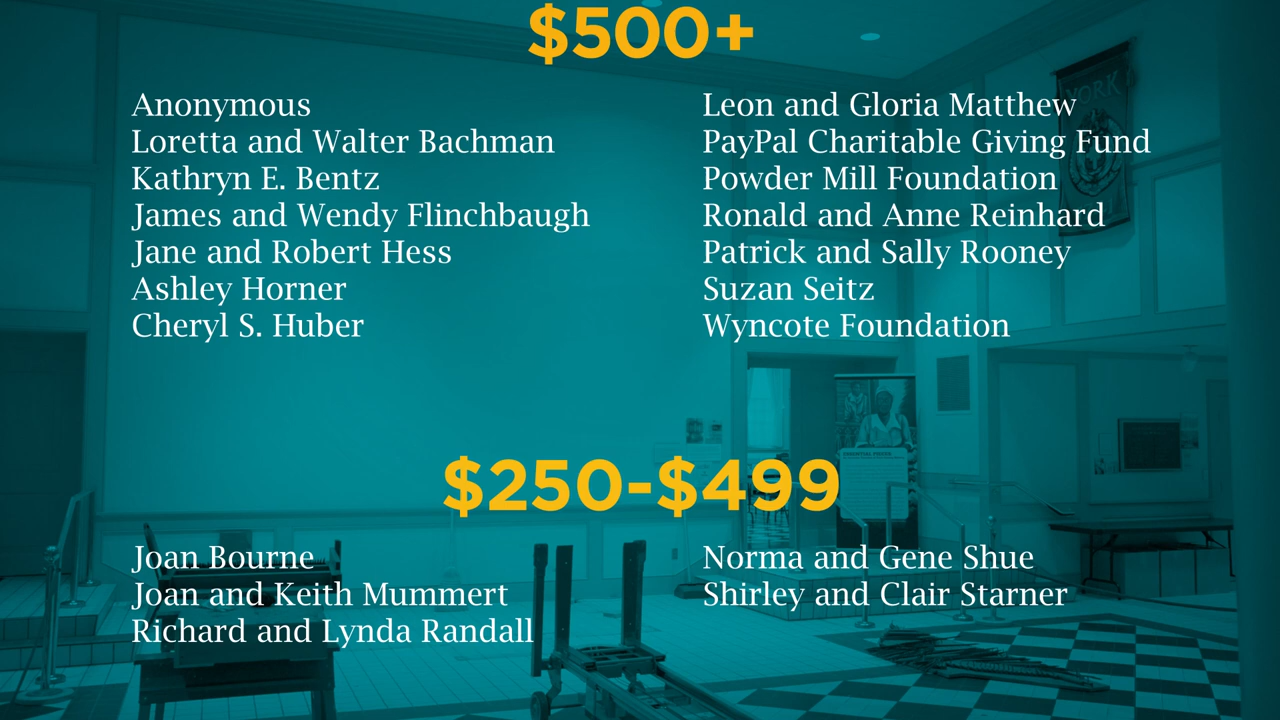 $500+
Anonymous
Loretta and Walter Bachman
Kathryn E. Bentz
James and Wendy Flinchbaugh
Jane and Robert Hess
Ashley Horner
Cheryl S. Huber
Leon and Gloria Matthew
PayPal Charitable Giving Fund
Powder Mill Foundation
Ronald and Anne Reinhard
Patrick and Sally Rooney
Suzan Seitz
Wyncote Foundation
YORK
$250-$499
Joan Bourne
Joan and Keith Mummert
Richard and Lynda Randall
Norma and Gene Shue
Shirley and Clair Starner